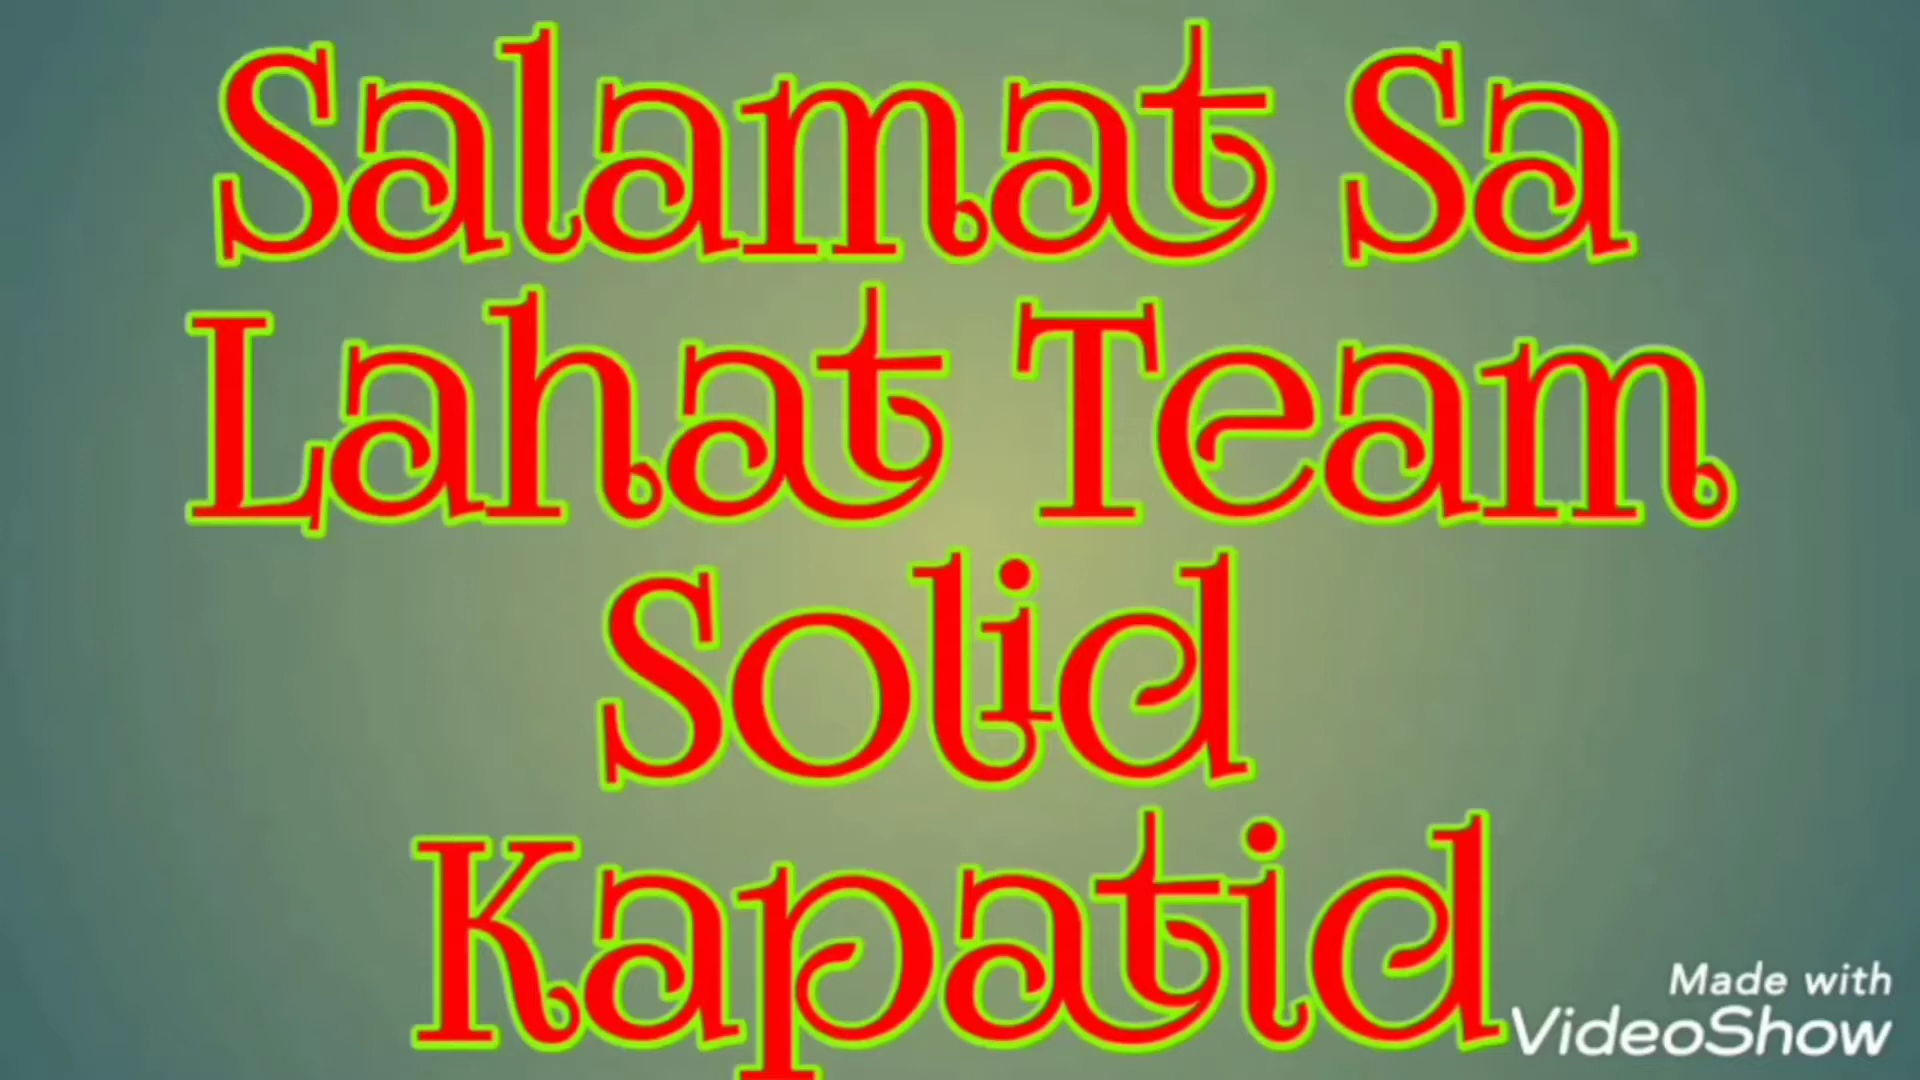 Salamat Sa
Lahat Team
Solid
Kapatid
Made with
VideoShow